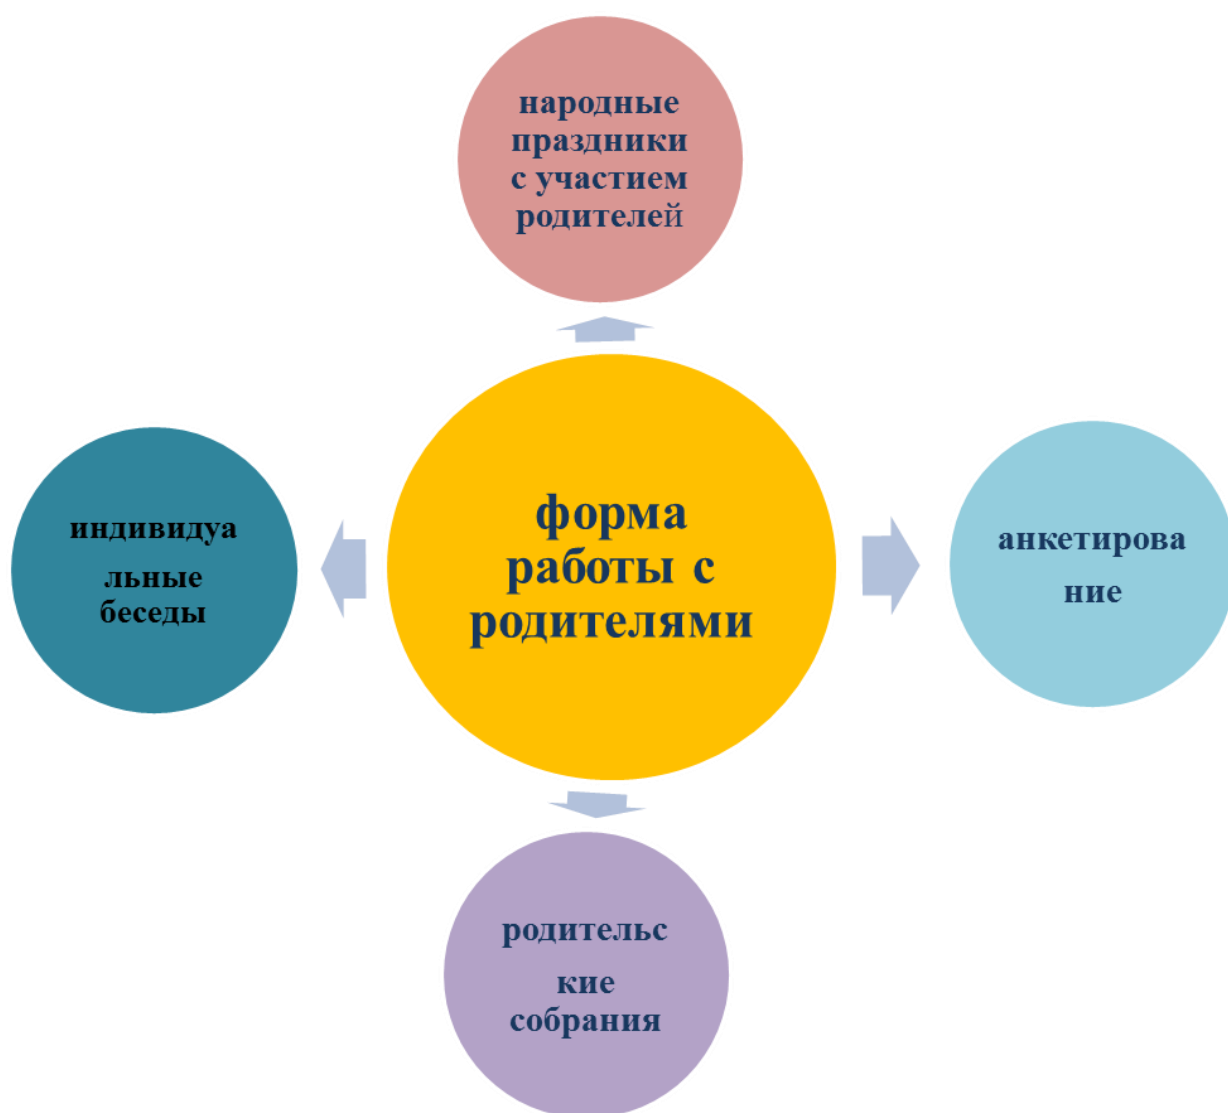 народные
праздники
с участием
родителей
форма
работы с
родителями
индивидуа
льные
беседы
анкетирова
ние
родительс
кие
собрания